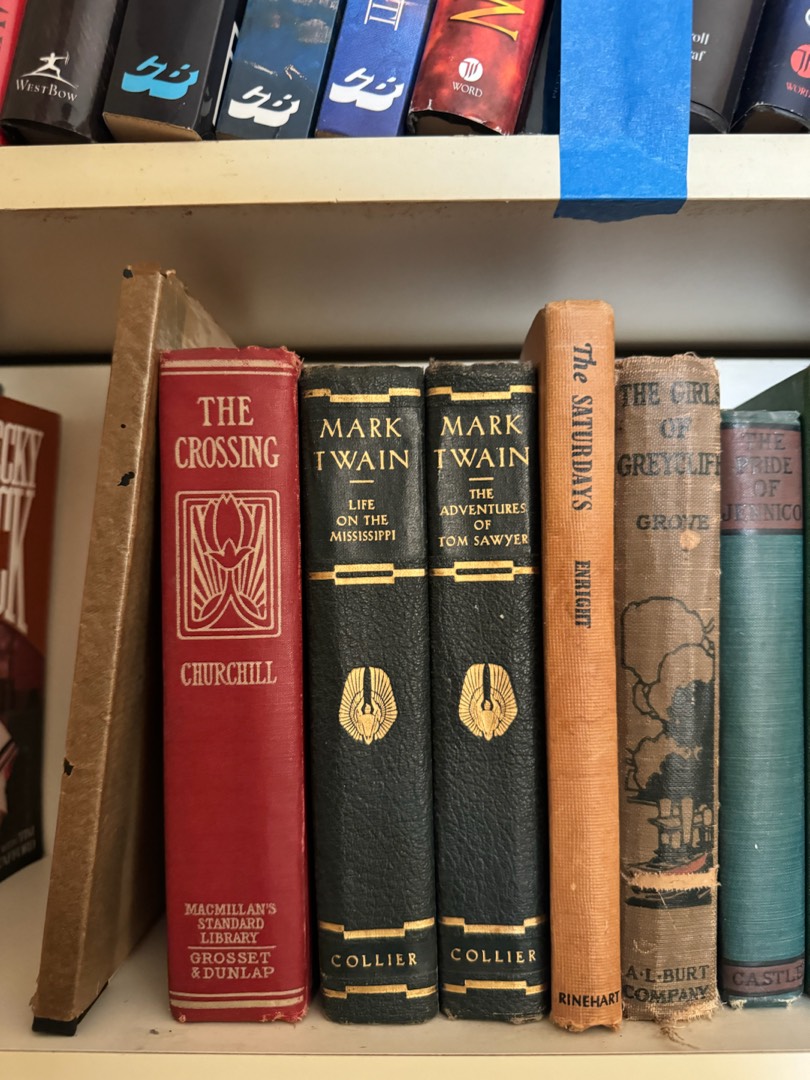 WESTBOW
WORD
THE
CROSSING
CHURCHILL
MACMILLAN'S
STANDARD
LIBRARY
GROSSET
& DUNLAP
MARK
TWAIN
LIFE
ON THE
MISSISSIPPI
COLLIER
MARK
TWAIN
THE
ADVENTURES
OF
TOM SAWYER
COLLIER
The SATURDAYS
ENRIGHT
RINEHART
THE GIRLS
OF
GREYCLIFF
GROVE
A·L·BURT
COMPANY
THE
PRIDE
OF
JENNICO
CASTLE